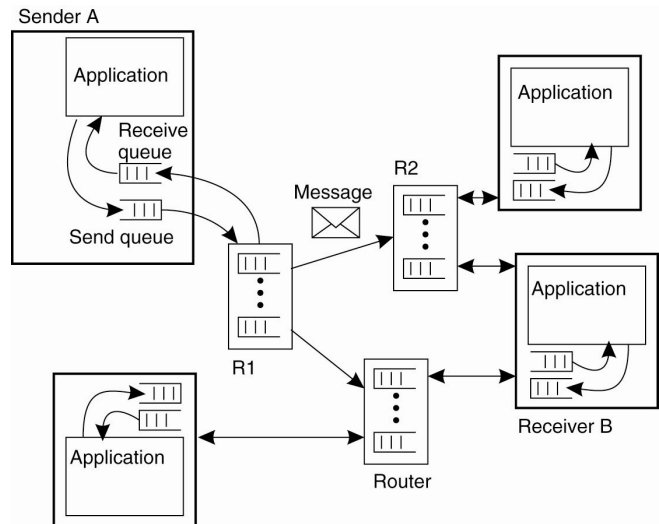 Sender A
Application
Receive
queue
Send queue
R1
Message
R2
Application
Application
Receiver B
Application
Router